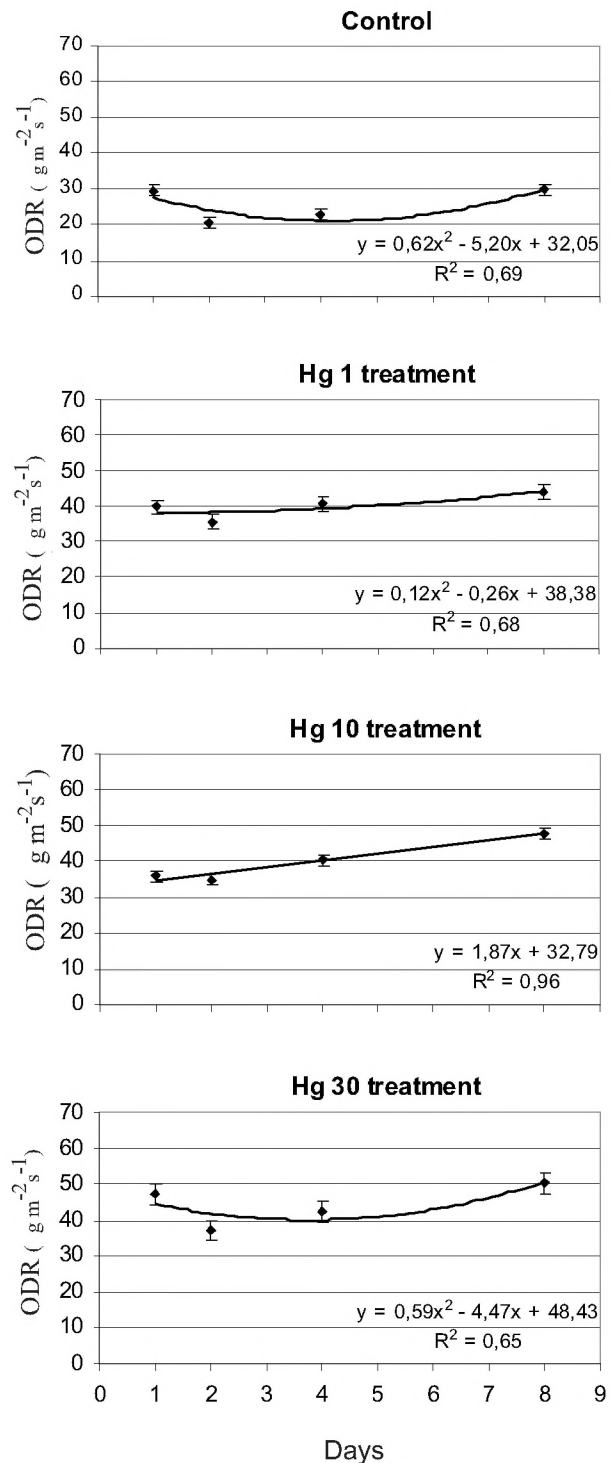 Control
70
60
50
40
30
20
10
0
ODR ( g m-2 s-1)
y = 0,62x² - 5,20x + 32,05
R² = 0,69
Hg 1 treatment
70
60
50
40
30
20
10
0
ODR ( g m-2 s-1)
y = 0,12x² - 0,26x + 38,38
R² = 0,68
Hg 10 treatment
70
60
50
40
30
20
10
0
ODR ( g m-2 s-1)
y = 1,87x + 32,79
R² = 0,96
Hg 30 treatment
70
60
50
40
30
20
10
0
ODR ( g m-2 s-1)
y = 0,59x² - 4,47x + 48,43
R² = 0,65
0 1 2 3 4 5 6 7 8 9
Days